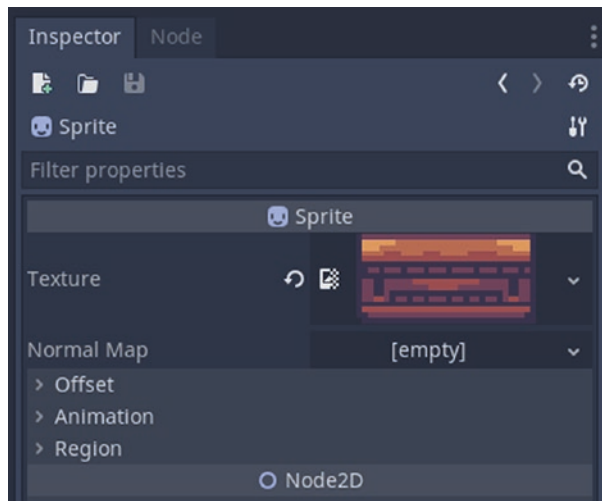 Inspector Node
Sprite
Filter properties
Sprite
Texture
Normal Map [empty]
Offset
Animation
Region
Node2D